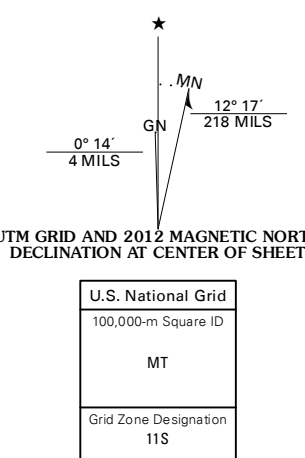 ★
MN
GN
12° 17´
218 MILS
0° 14´
4 MILS
UTM GRID AND 2012 MAGNETIC NORT
DECLINATION AT CENTER OF SHEET
U.S. National Grid
100,000-m Square ID
MT
Grid Zone Designation
11S